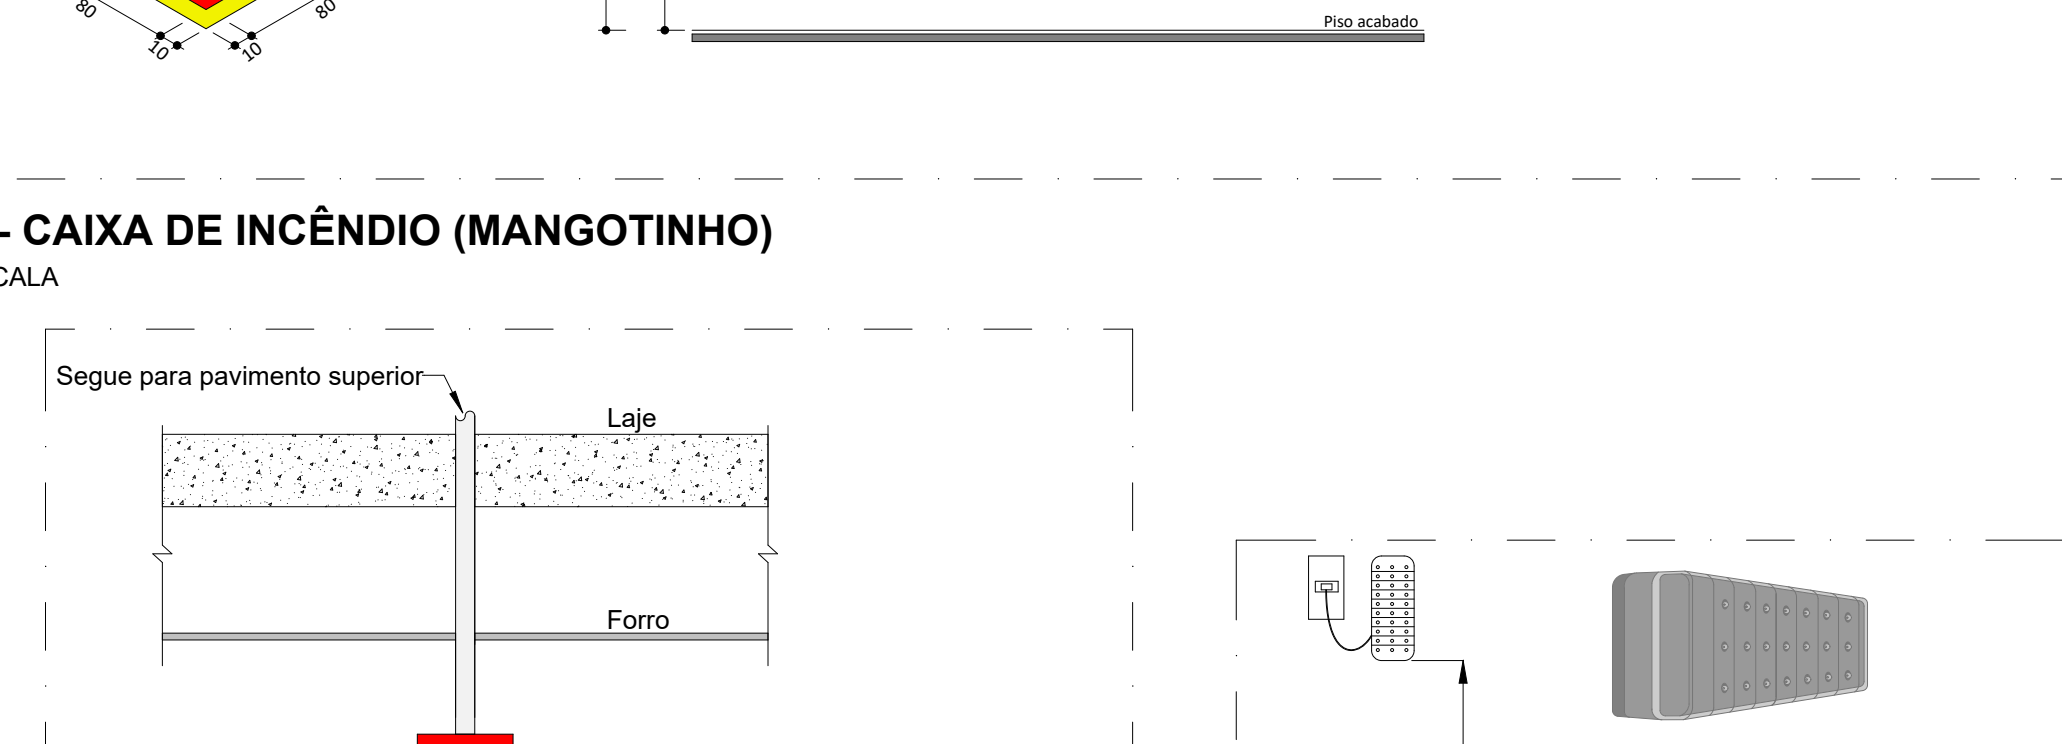 80
80
10
10
Piso acabado
- CAIXA DE INCÊNDIO (MANGOTINHO)
CALA
Segue para pavimento superior
Laje
Forro